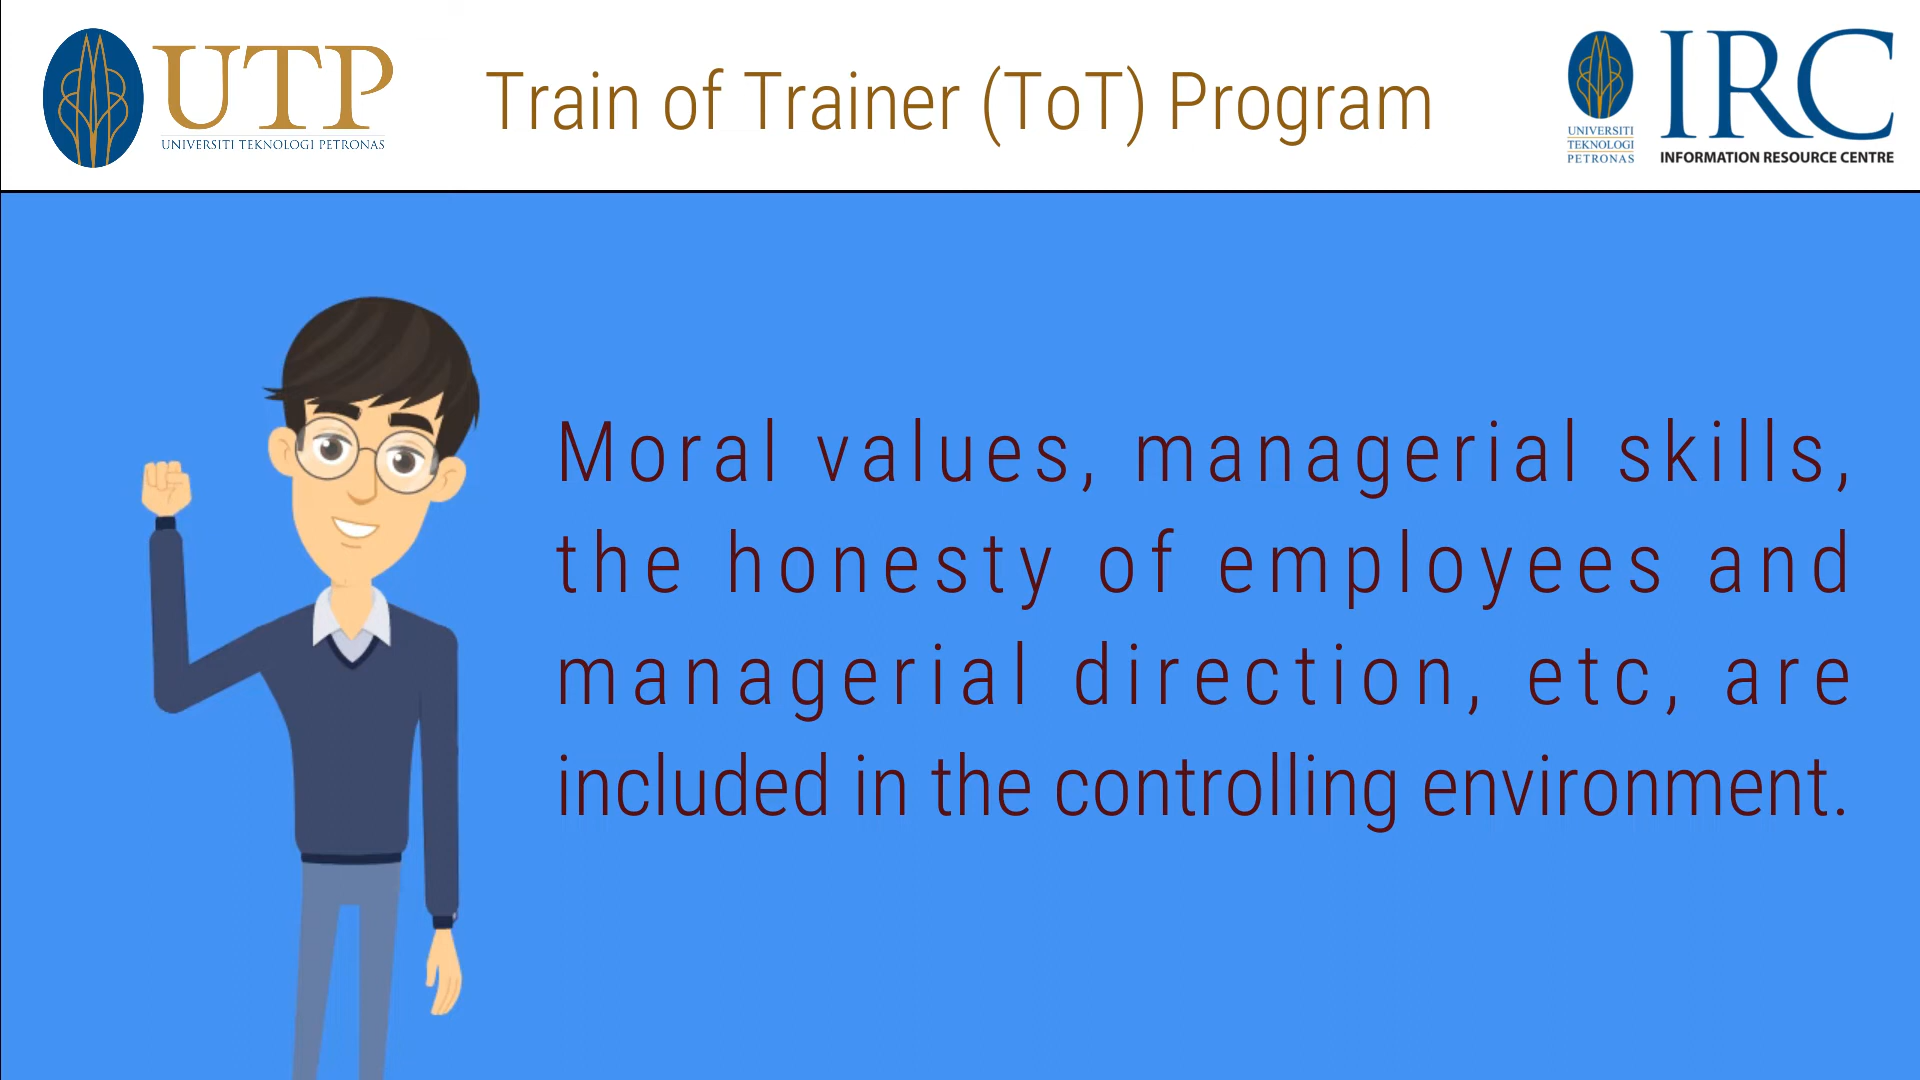 UTP
UNIVERSITI TEKNOLOGI PETRONAS
Train of Trainer (ToT) Program
UNIVERSITI
TEKNOLOGI
PETRONAS
IRC
INFORMATION RESOURCE CENTRE
Moral values, managerial skills,
the honesty of employees and
managerial direction, etc, are
included in the controlling environment.